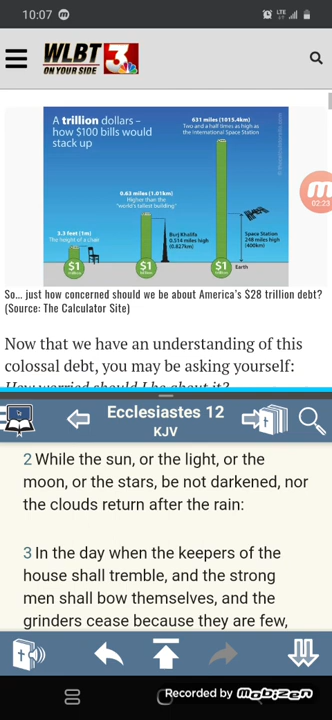 10:07
LTE
WLBT 3
ON YOUR SIDE
A trillion dollars -
how $100 bills would
stack up
631 miles (1015.4km)
Two and a half times as high as
the International Space Station
0.63 miles (1.01km)
Higher than the
"world's tallest building"
3.3 feet (1m)
The height of a chair
Burj Khalifa
0.514 miles high
(0.827km)
Space Station
248 miles high
(400km)
$1
$1
$1
Earth
02:23
So... just how concerned should we be about America's $28 trillion debt?
(Source: The Calculator Site)
Now that we have an understanding of this
colossal debt, you may be asking yourself:
How worried should I be about it?
Ecclesiastes 12
KJV
2 While the sun, or the light, or the
moon, or the stars, be not darkened, nor
the clouds return after the rain:
3 In the day when the keepers of the
house shall tremble, and the strong
men shall bow themselves, and the
grinders cease because they are few,
Recorded by Mobizen